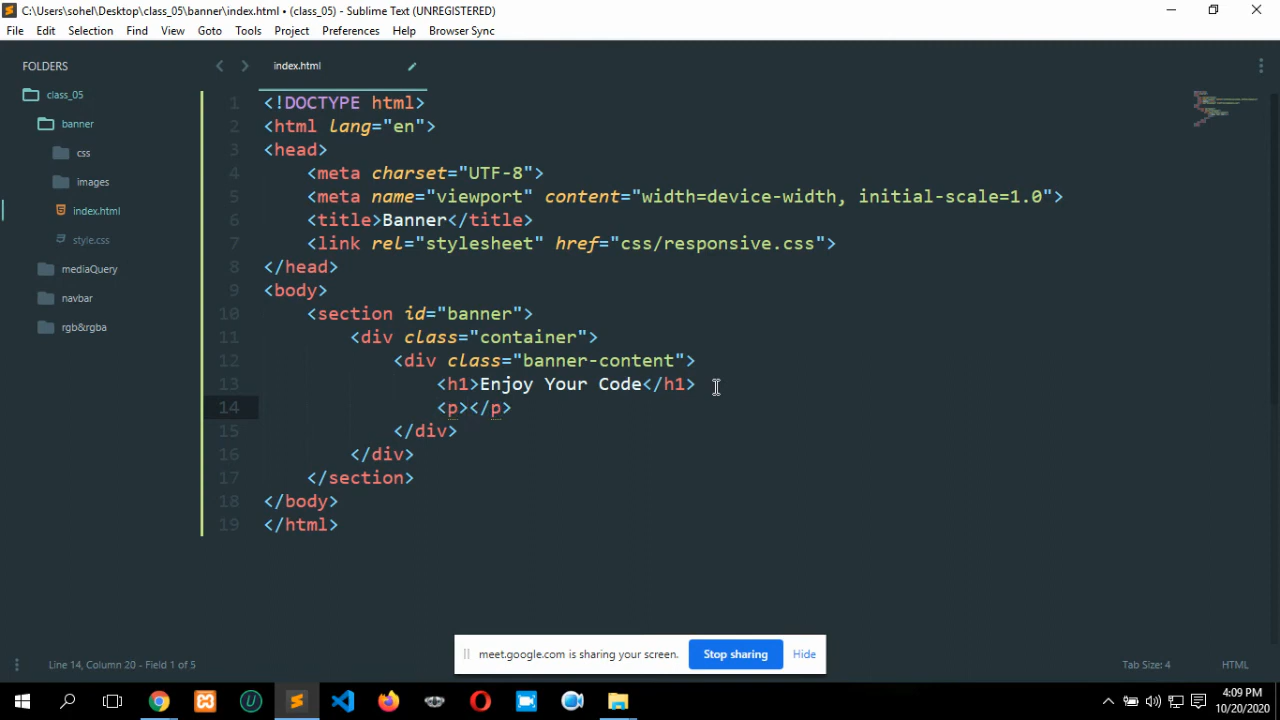 C:\Users\sohel\Desktop\class_05\banner\index.html • (class_05) - Sublime Text (UNREGISTERED)
File Edit Selection Find View Goto Tools Project Preferences Help Browser Sync
FOLDERS
class_05
banner
css
images
index.html
style.css
mediaQuery
navbar
rgb&rgba
index.html
1 <!DOCTYPE html>
2 <html lang="en">
3 <head>
4 <meta charset="UTF-8">
5 <meta name="viewport" content="width=device-width, initial-scale=1.0">
6 <title>Banner</title>
7 <link rel="stylesheet" href="css/responsive.css">
8 </head>
9 <body>
10 <section id="banner">
11 <div class="container">
12 <div class="banner-content">
13 <h1>Enjoy Your Code</h1>
14 <p></p>
15 </div>
16 </div>
17 </section>
18 </body>
19 </html>
meet.google.com is sharing your screen. Stop sharing Hide
Line 14, Column 20 - Field 1 of 5 Tab Size: 4 HTML
4:09 PM
10/20/2020